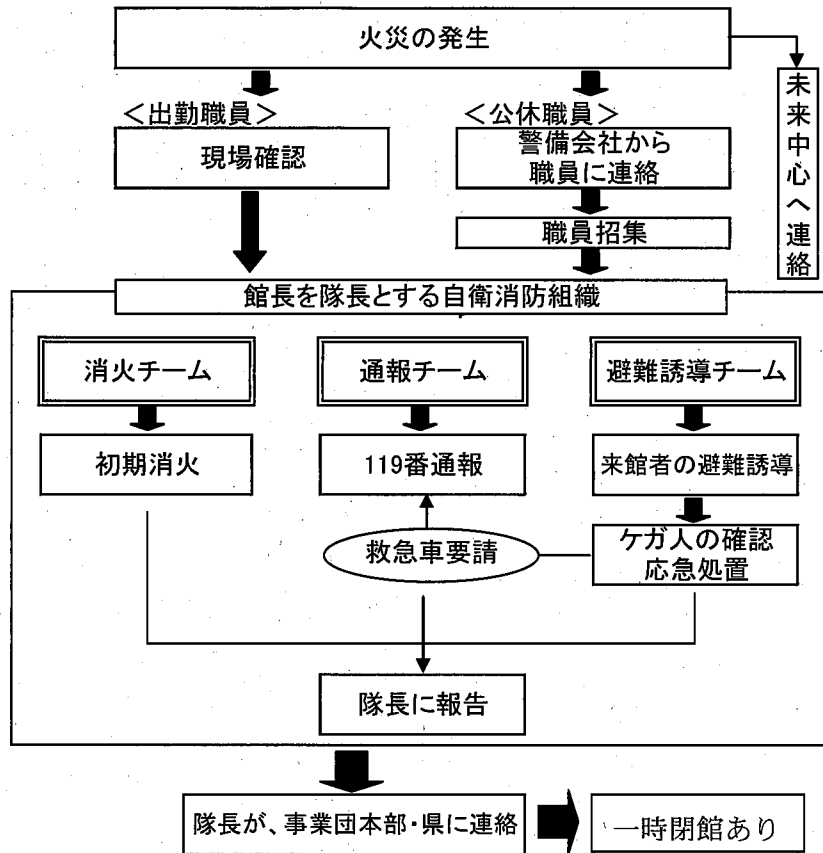 火災の発生
未来中心へ連絡
＜出勤職員＞
＜公休職員＞
現場確認
警備会社から
職員に連絡
職員招集
館長を隊長とする自衛消防組織
消火チーム
通報チーム
避難誘導チーム
初期消火
119番通報
来館者の避難誘導
救急車要請
ケガ人の確認
応急処置
隊長に報告
隊長が、事業団本部・県に連絡
一時閉館あり